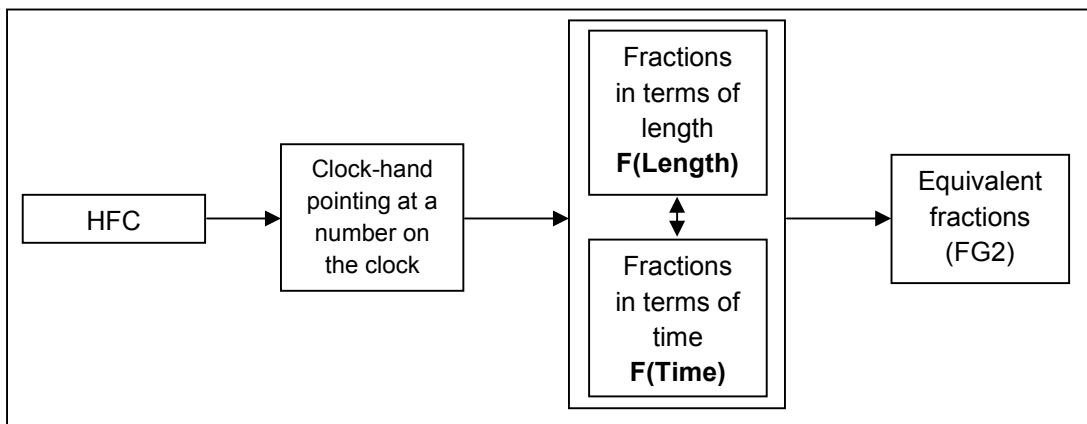 HFC
Clock-hand
pointing at a
number on
the clock
Fractions
in terms of
length
F(Length)
Fractions
in terms of
time
F(Time)
Equivalent
fractions
(FG2)